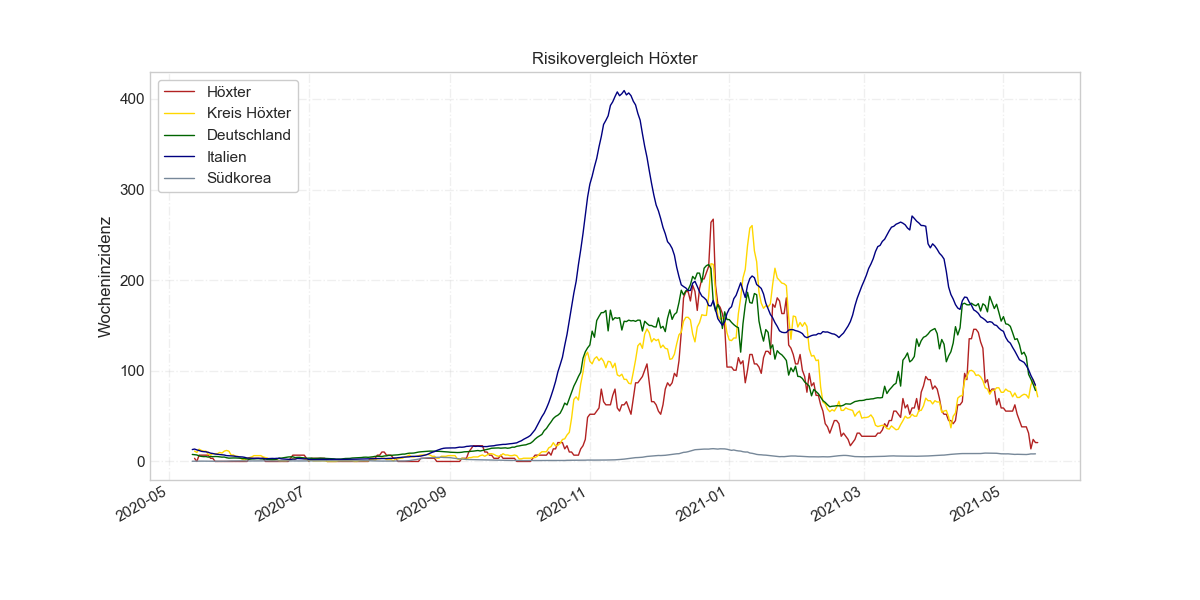 Risikovergleich Höxter
Höxter
Kreis Höxter
Deutschland
Italien
Südkorea
Wocheninzidenz
400
300
200
100
0
2020-05
2020-07
2020-09
2020-11
2021-01
2021-03
2021-05